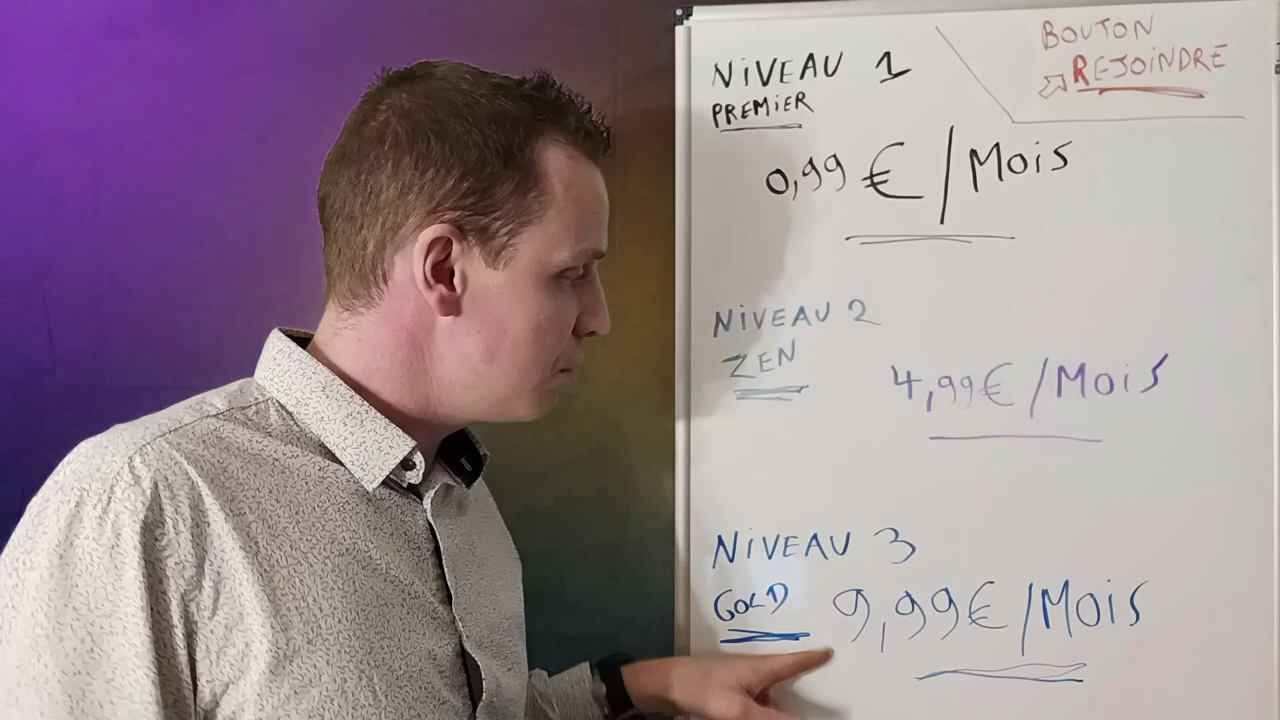 NIVEAU 1
PREMIER
0,99 € / MOIS
BOUTON
REJOINDRE
NIVEAU 2
ZEN
4,99 € / MOIS
NIVEAU 3
GOLD
9,99 € / MOIS